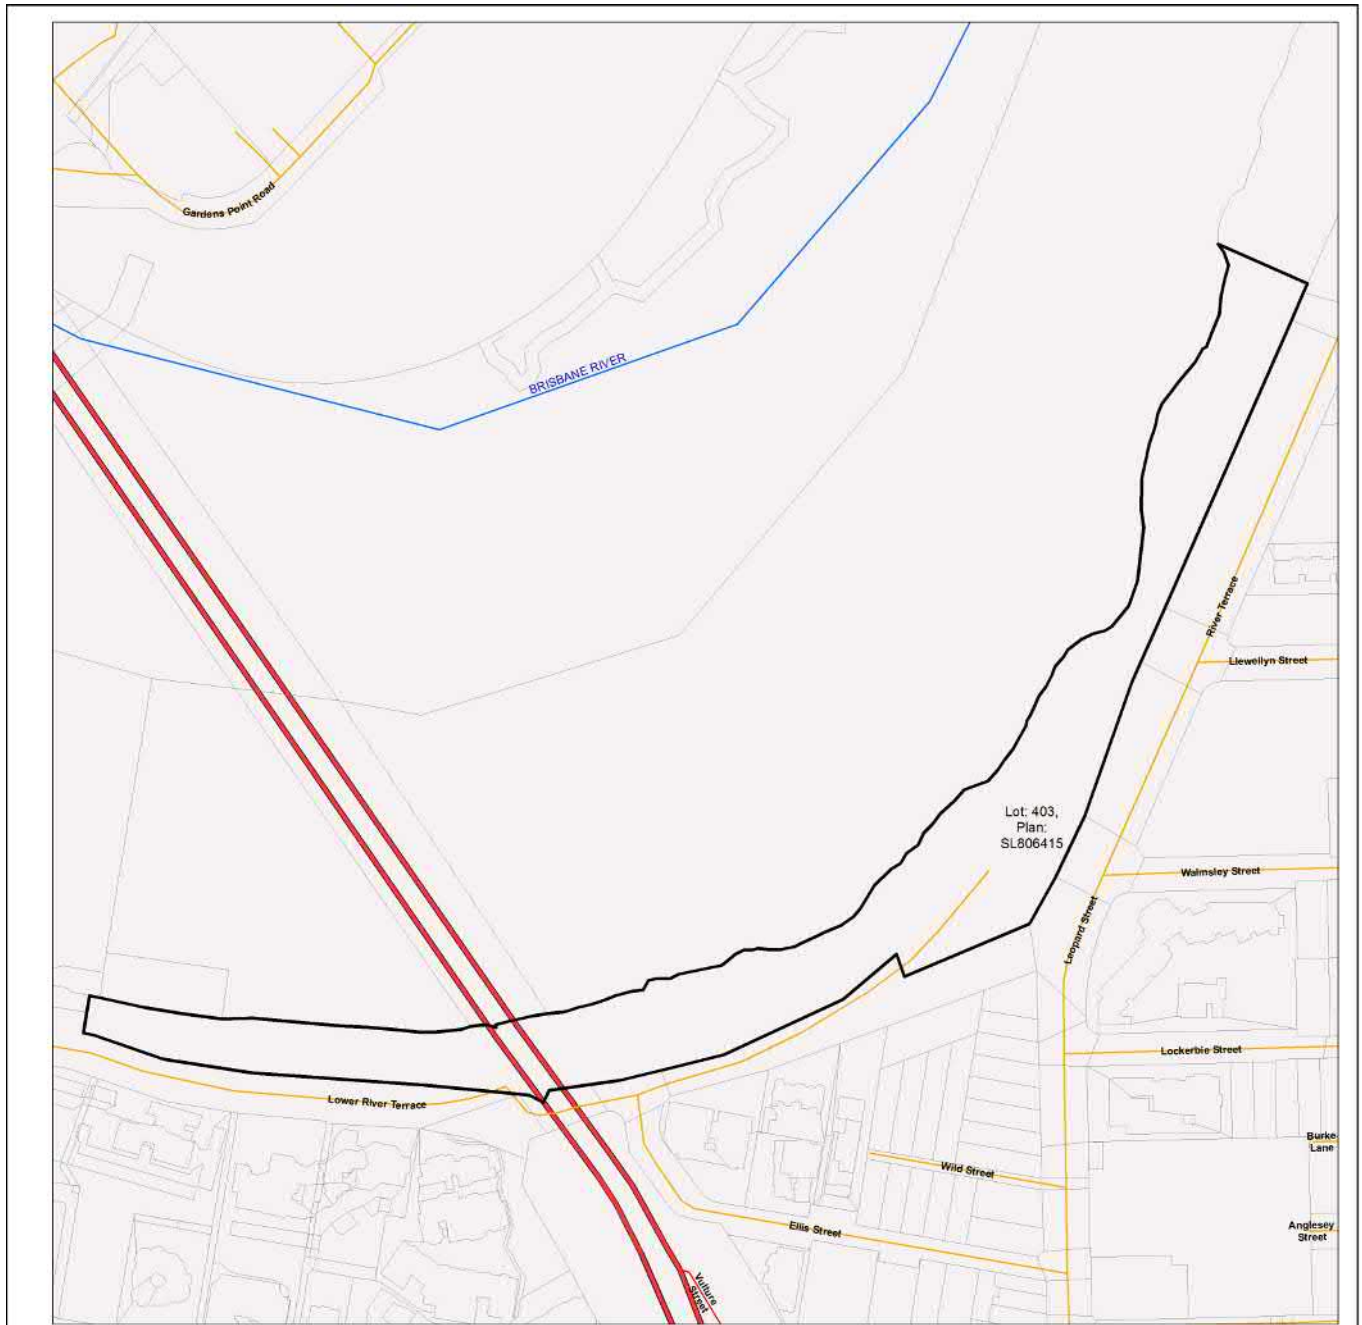 Gardens Point Road
BRISBANE RIVER
River Terrace
Llewellyn Street
Lot: 403,
Plan:
SL806415
Walmsley Street
Leopard Street
Lockerbie Street
Lower River Terrace
Burke
Lane
Wild Street
Ellis Street
Anglesey
Street
Vulture
Street